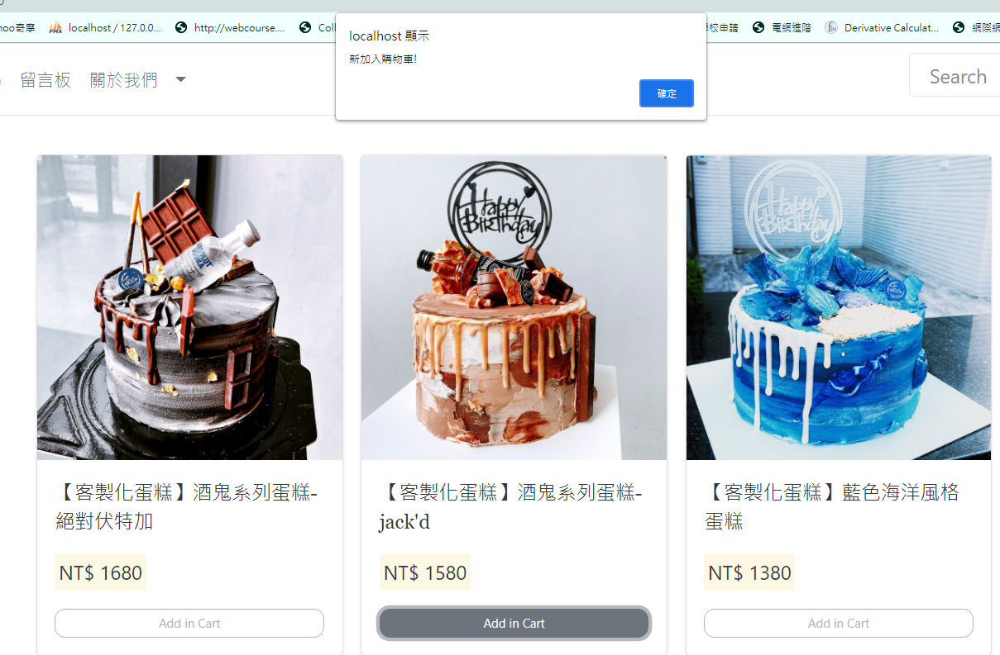 hoo奇摩 localhost / 127.0.0... http://webcourse.... Coll 學校申請 電網進階 Derivative Calculat... 網際網
localhost 顯示
新加入購物車!
確定
留言板 關於我們 Search
Happy
Birthday
Happy
Birthday
【客製化蛋糕】酒鬼系列蛋糕-
絕對伏特加
NT$ 1680
Add in Cart
【客製化蛋糕】酒鬼系列蛋糕-
jack'd
NT$ 1580
Add in Cart
【客製化蛋糕】藍色海洋風格
蛋糕
NT$ 1380
Add in Cart